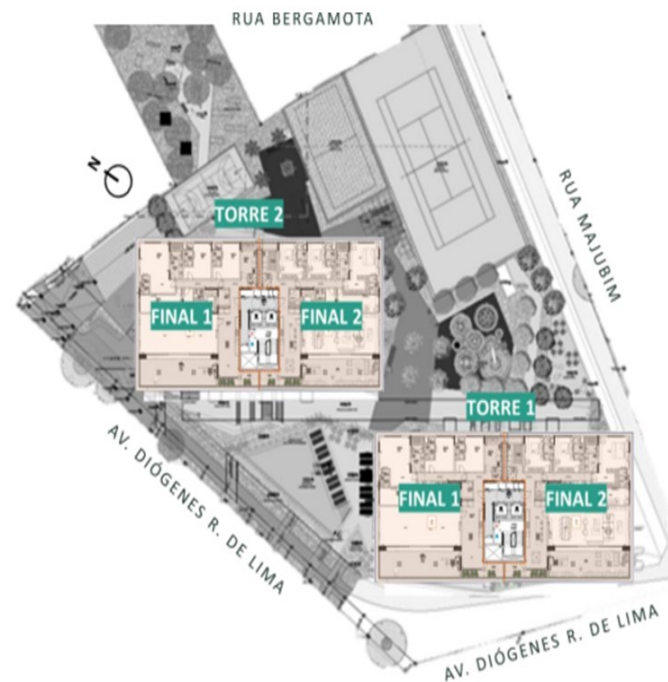 RUA BERGAMOTA
N
RUA MAJUBIM
TORRE 2
FINAL 1
FINAL 2
TORRE 1
FINAL 1
FINAL 2
AV. DIÓGENES R. DE LIMA
AV. DIÓGENES R. DE LIMA